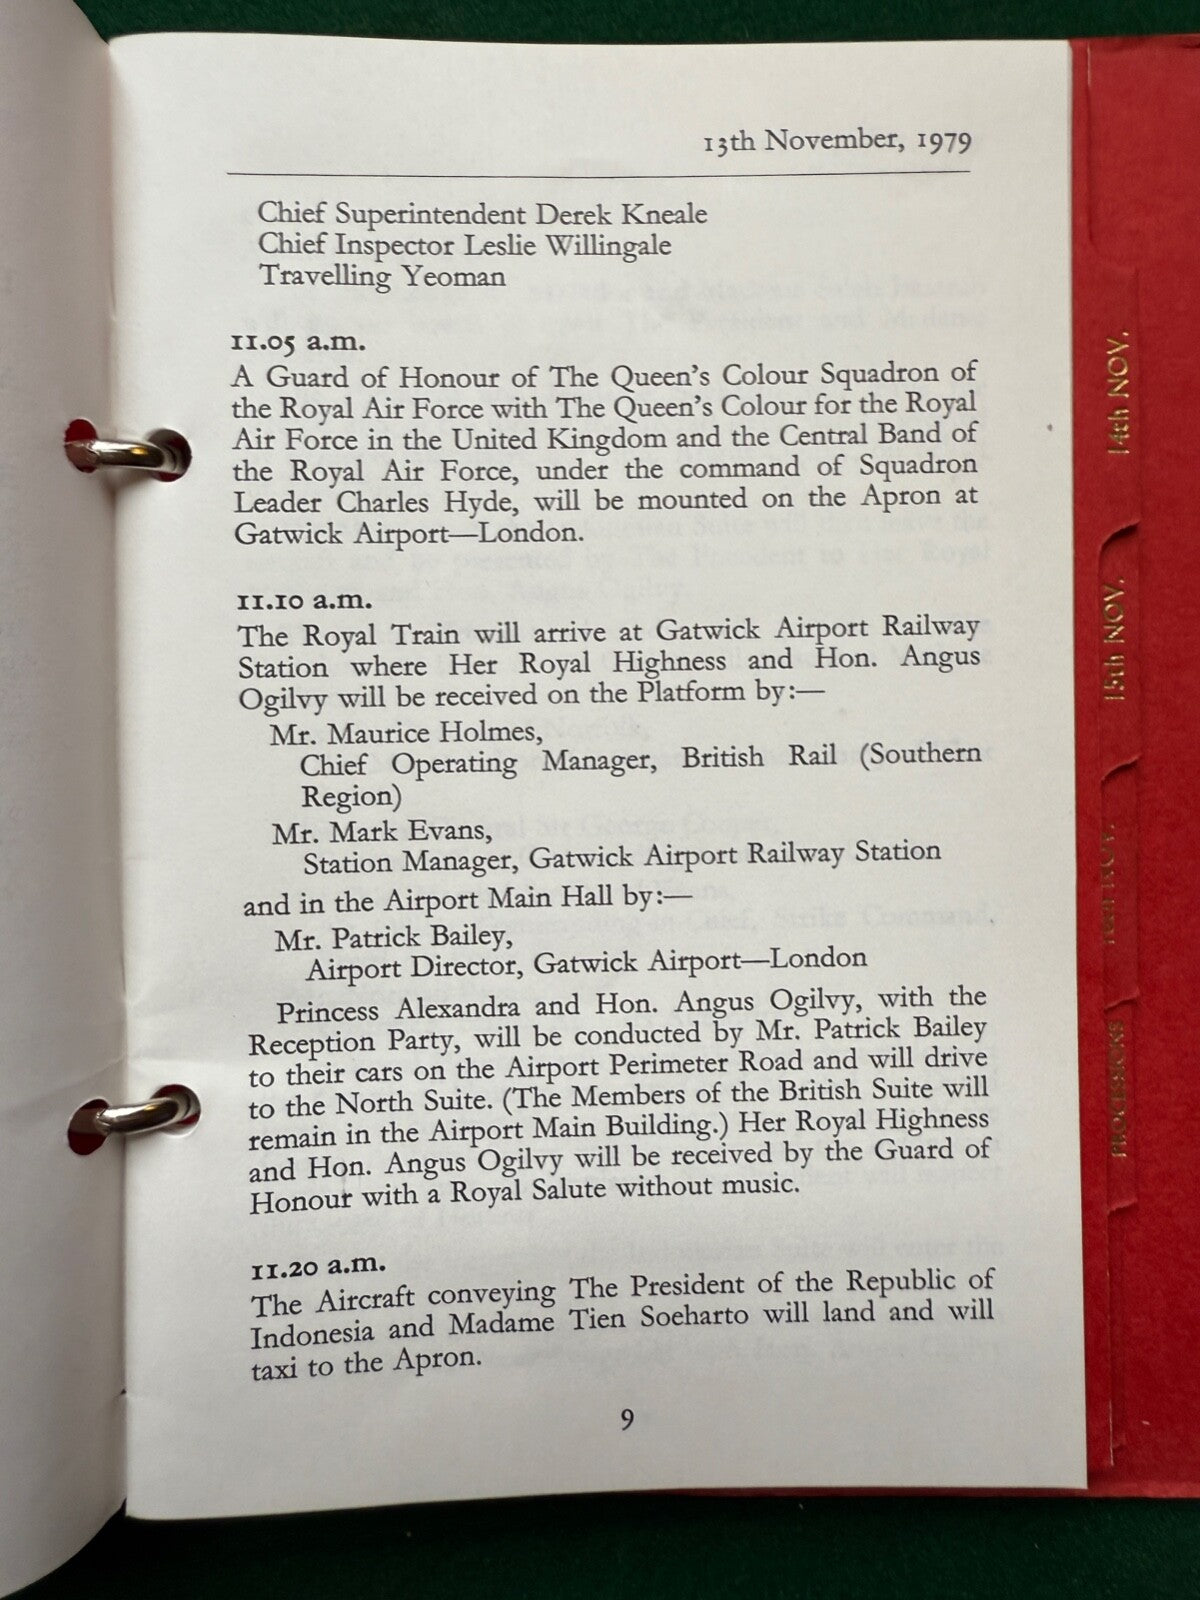 13th November, 1979
Chief Superintendent Derek Kneale
Chief Inspector Leslie Willingale
Travelling Yeoman
11.05 a.m.
A Guard of Honour of The Queen's Colour Squadron of
the Royal Air Force with The Queen's Colour for the Royal
Air Force in the United Kingdom and the Central Band of
the Royal Air Force, under the command of Squadron
Leader Charles Hyde, will be mounted on the Apron at
Gatwick Airport—London.
11.10 a.m.
The Royal Train will arrive at Gatwick Airport Railway
Station where Her Royal Highness and Hon. Angus
Ogilvy will be received on the Platform by:—
Mr. Maurice Holmes,
Chief Operating Manager, British Rail (Southern
Region)
Mr. Mark Evans,
Station Manager, Gatwick Airport Railway Station
and in the Airport Main Hall by:—
Mr. Patrick Bailey,
Airport Director, Gatwick Airport—London
Princess Alexandra and Hon. Angus Ogilvy, with the
Reception Party, will be conducted by Mr. Patrick Bailey
to their cars on the Airport Perimeter Road and will drive
to the North Suite. (The Members of the British Suite will
remain in the Airport Main Building.) Her Royal Highness
and Hon. Angus Ogilvy will be received by the Guard of
Honour with a Royal Salute without music.
11.20 a.m.
The Aircraft conveying The President of the Republic of
Indonesia and Madame Tien Soeharto will land and will
taxi to the Apron.
9
14th NOV.
15th NOV.
16th NOV.
PROCESSIONS